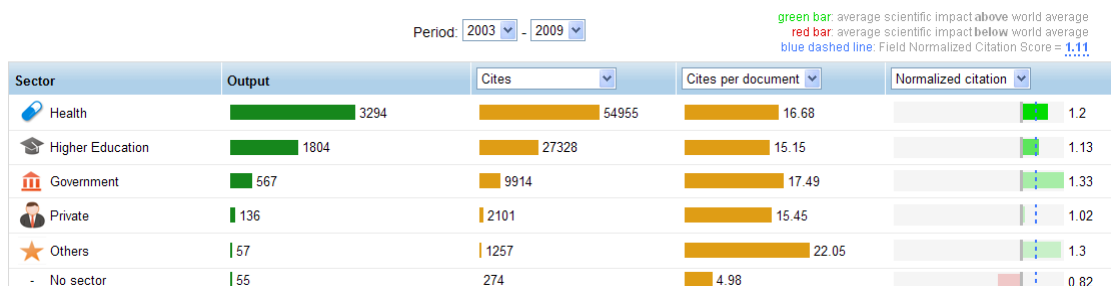 green bar: average scientific impact above world average
Period: 2003 - 2009
red bar: average scientific impact below world average
blue dashed line: Field Normalized Citation Score = 1.11
Sector Output Cites Cites per document Normalized citation
Health 3294 54955 16.68 1.2
Higher Education 1804 27328 15.15 1.13
Government 567 9914 17.49 1.33
Private 136 2101 15.45 1.02
Others 57 1257 22.05 1.3
- No sector 55 274 4.98 0.82